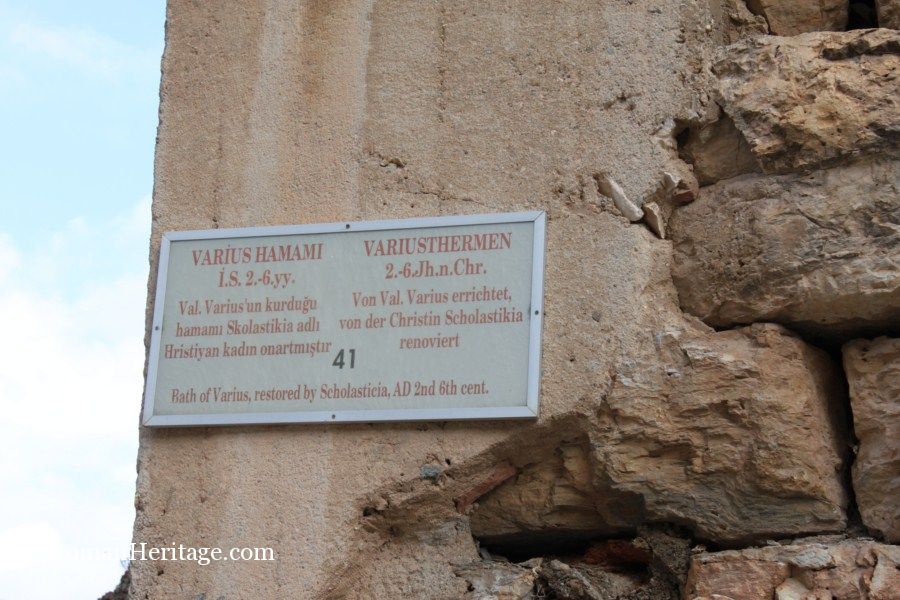 VARİUS HAMAMI
İ.S. 2.-6.yy.
Val. Varius'un kurduğu
hamamı Skolastikia adlı
Hristiyan kadın onartmıştır
VARIUSTHERMEN
2.-6.Jh.n.Chr.
Von Val. Varius errichtet,
von der Christin Scholastikia
renoviert
41
Bath of Varius, restored by Scholasticia, AD 2nd 6th cent.
RomanHeritage.com